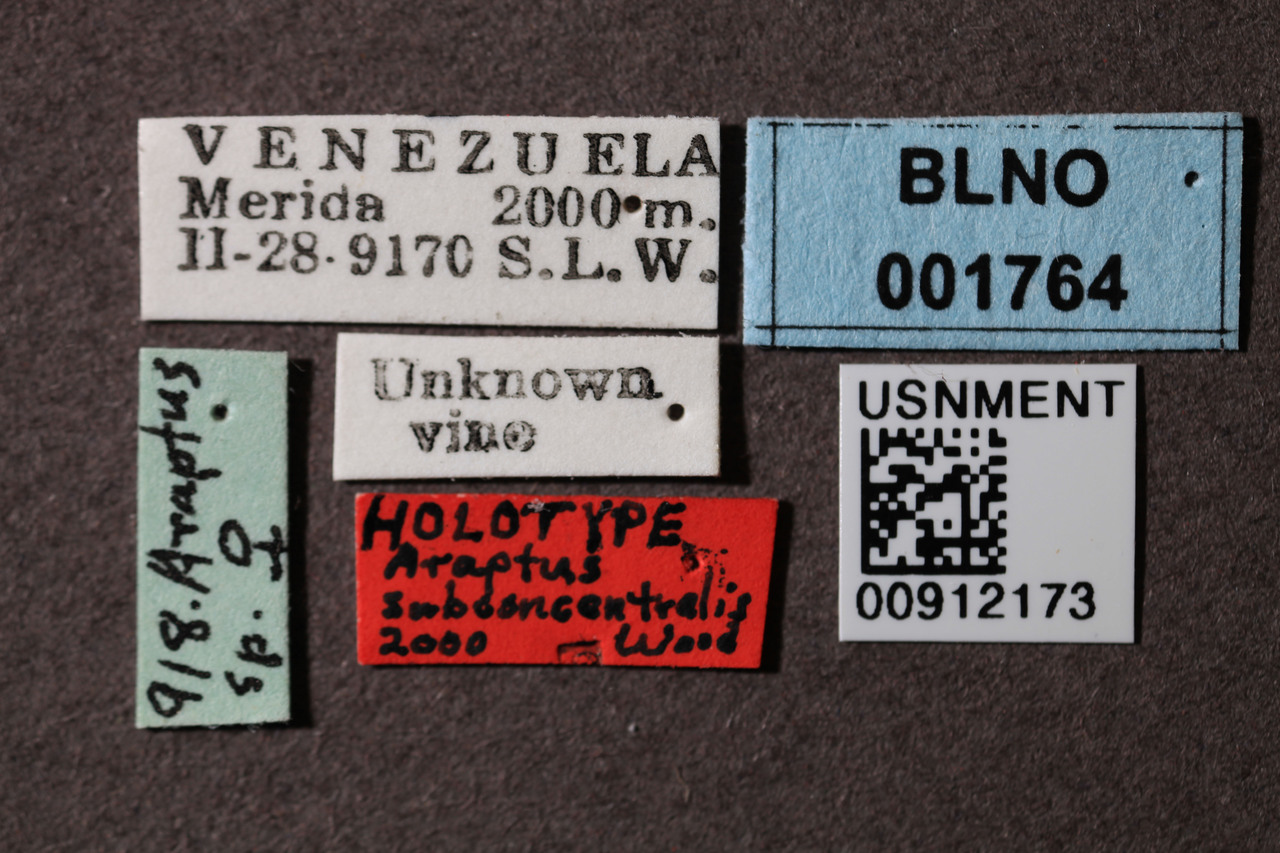 VENEZUELA
Merida 2000 m.
II-28-9170 S.L.W.
BLNO
001764
Unknown
vine
918. Araptus
sp. ♀
HOLOTYPE
Araptus
subconcentralis
2000 Wood
USNMENT
00912173